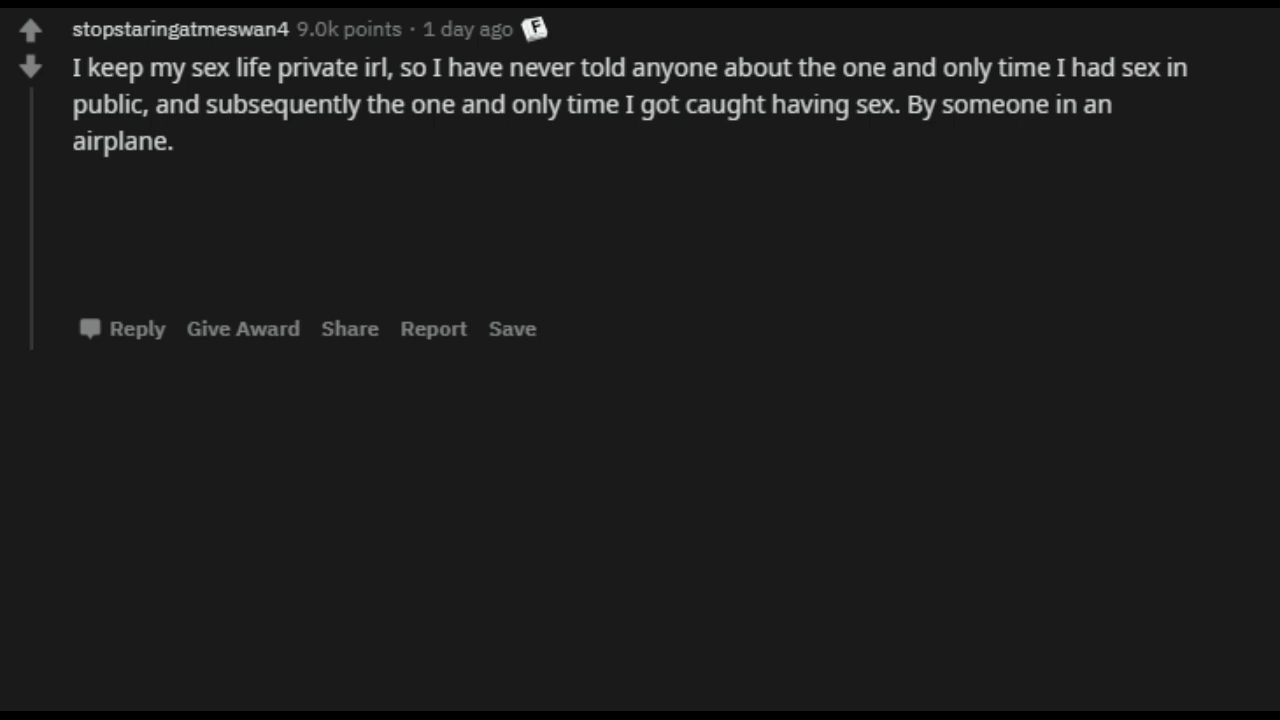 stopstaringatmeswan4 9.0k points · 1 day ago F
I keep my sex life private irl, so I have never told anyone about the one and only time I had sex in
public, and subsequently the one and only time I got caught having sex. By someone in an
airplane.
Reply Give Award Share Report Save